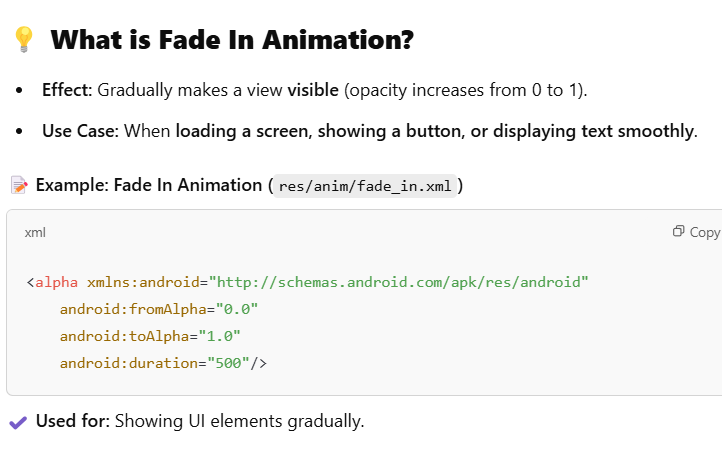 💡 What is Fade In Animation?
• Effect: Gradually makes a view visible (opacity increases from 0 to 1).
• Use Case: When loading a screen, showing a button, or displaying text smoothly.
📝 Example: Fade In Animation (res/anim/fade_in.xml)
xml Copy
<alpha xmlns:android="http://schemas.android.com/apk/res/android"
    android:fromAlpha="0.0"
    android:toAlpha="1.0"
    android:duration="500"/>
✔ Used for: Showing UI elements gradually.